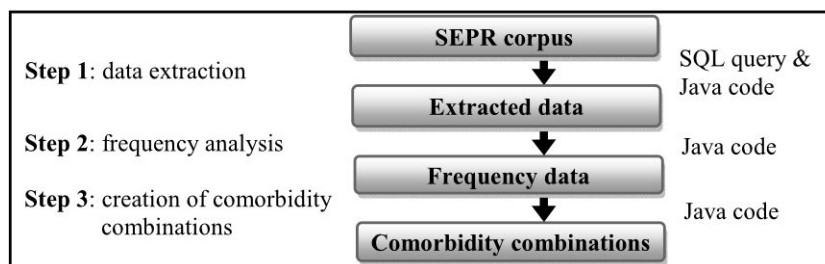 SEPR corpus
Step 1: data extraction
SQL query &
Java code
Extracted data
Step 2: frequency analysis
Java code
Frequency data
Step 3: creation of comorbidity
combinations
Java code
Comorbidity combinations